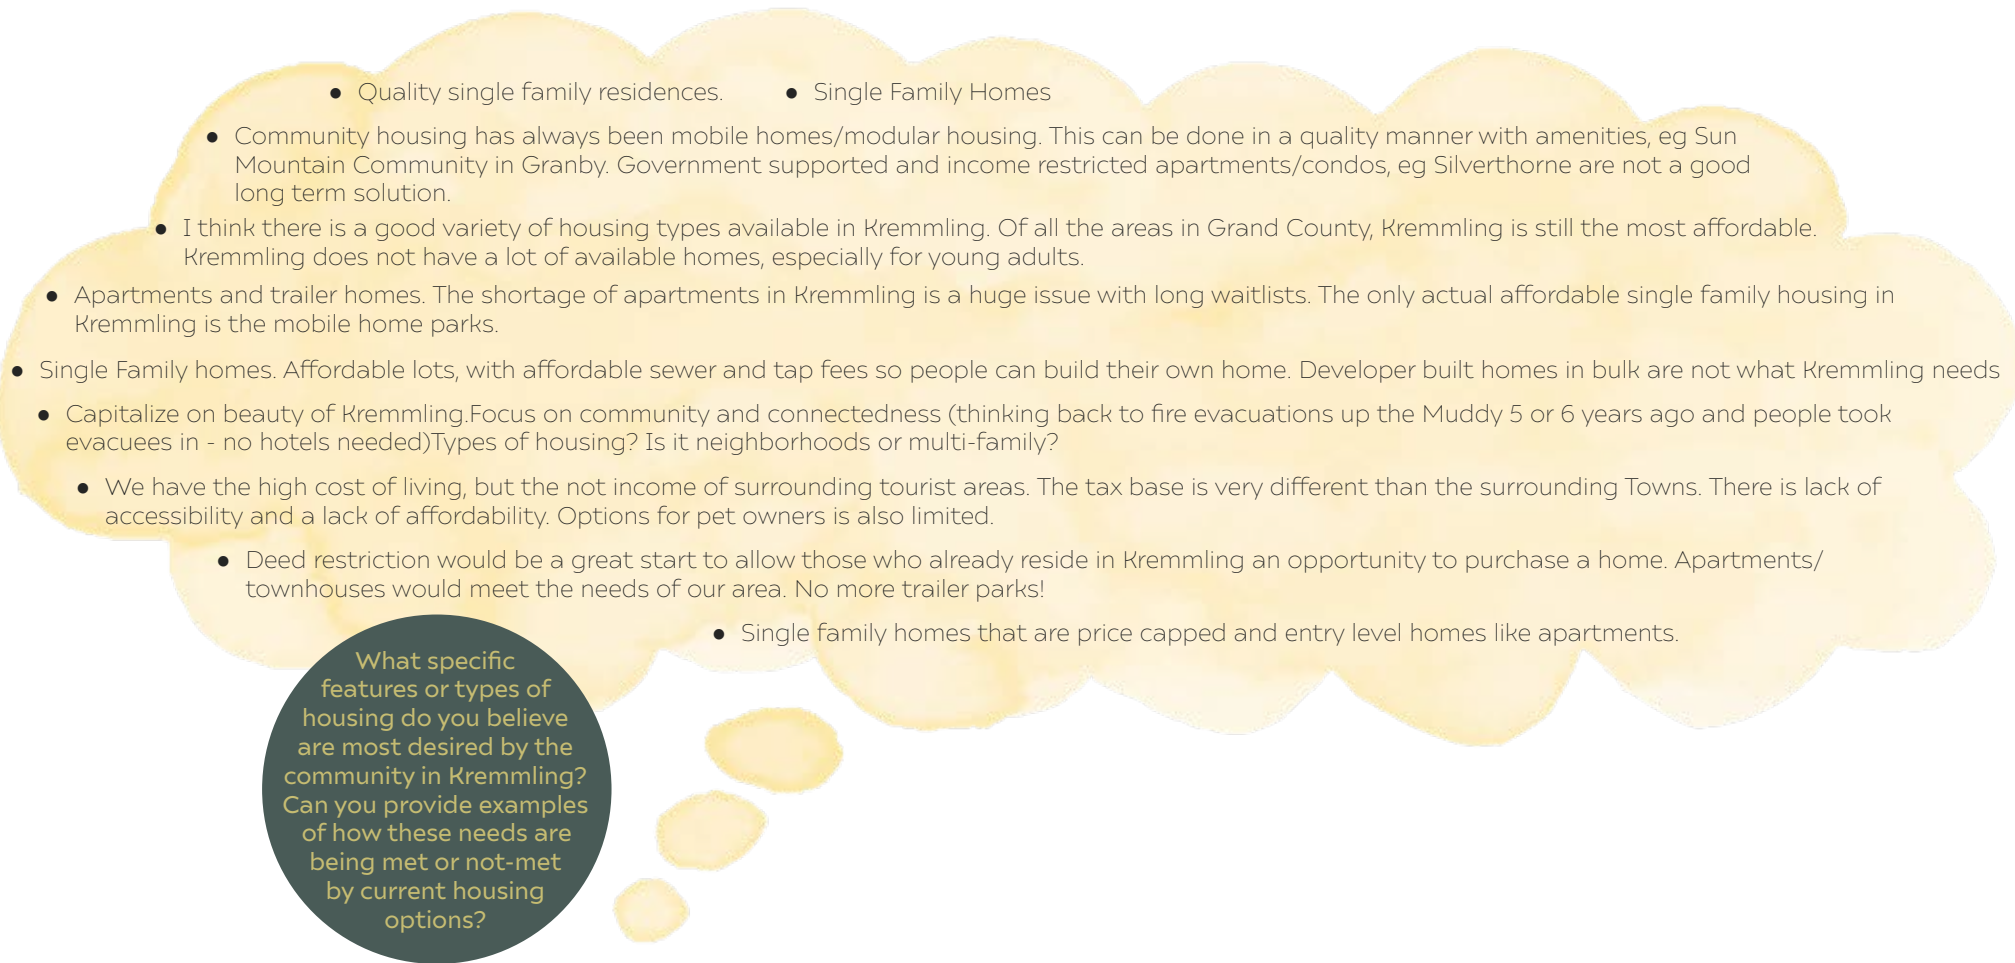 • Quality single family residences.
• Single Family Homes
• Community housing has always been mobile homes/modular housing. This can be done in a quality manner with amenities, eg Sun
Mountain Community in Granby. Government supported and income restricted apartments/condos, eg Silverthorne are not a good
long term solution.
• I think there is a good variety of housing types available in Kremmling. Of all the areas in Grand County, Kremmling is still the most affordable.
Kremmling does not have a lot of available homes, especially for young adults.
• Apartments and trailer homes. The shortage of apartments in Kremmling is a huge issue with long waitlists. The only actual affordable single family housing in
Kremmling is the mobile home parks.
• Single Family homes. Affordable lots, with affordable sewer and tap fees so people can build their own home. Developer built homes in bulk are not what Kremmling needs
• Capitalize on beauty of Kremmling.Focus on community and connectedness (thinking back to fire evacuations up the Muddy 5 or 6 years ago and people took
evacuees in - no hotels needed)Types of housing? Is it neighborhoods or multi-family?
• We have the high cost of living, but the not income of surrounding tourist areas. The tax base is very different than the surrounding Towns. There is lack of
accessibility and a lack of affordability. Options for pet owners is also limited.
• Deed restriction would be a great start to allow those who already reside in Kremmling an opportunity to purchase a home. Apartments/
townhouses would meet the needs of our area. No more trailer parks!
• Single family homes that are price capped and entry level homes like apartments.
What specific
features or types of
housing do you believe
are most desired by the
community in Kremmling?
Can you provide examples
of how these needs are
being met or not-met
by current housing
options?